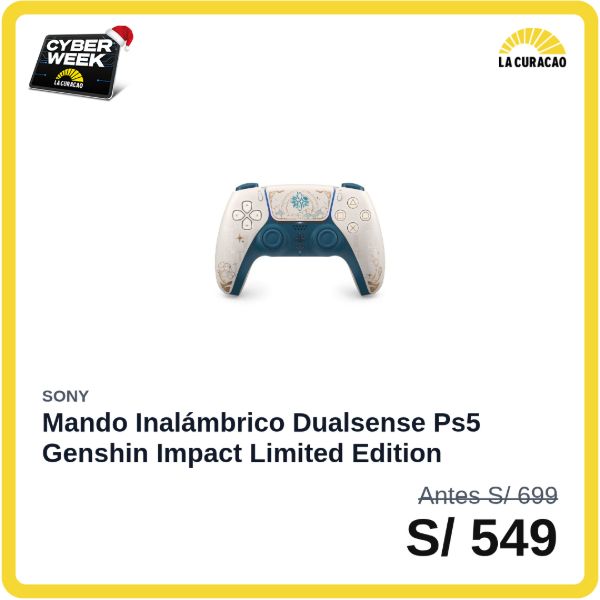 CYBER
WEEK
LA CURACAO
LA CURACAO
SONY
Mando Inalámbrico Dualsense Ps5
Genshin Impact Limited Edition
Antes S/ 699
S/ 549